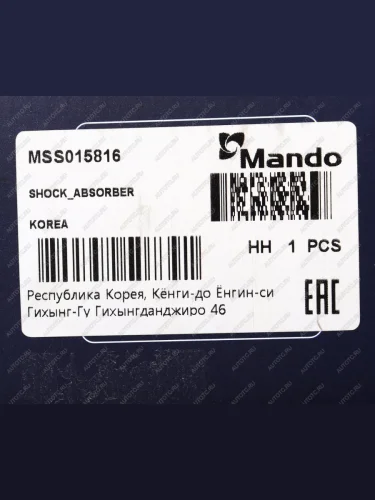 MSS015816
Mando
SHOCK_ABSORBER
KOREA
HH 1 PCS
Республика Корея, Кёнги-до Ёнгин-си
Гихынг-Гу Гихынгданджиро 46
EAC